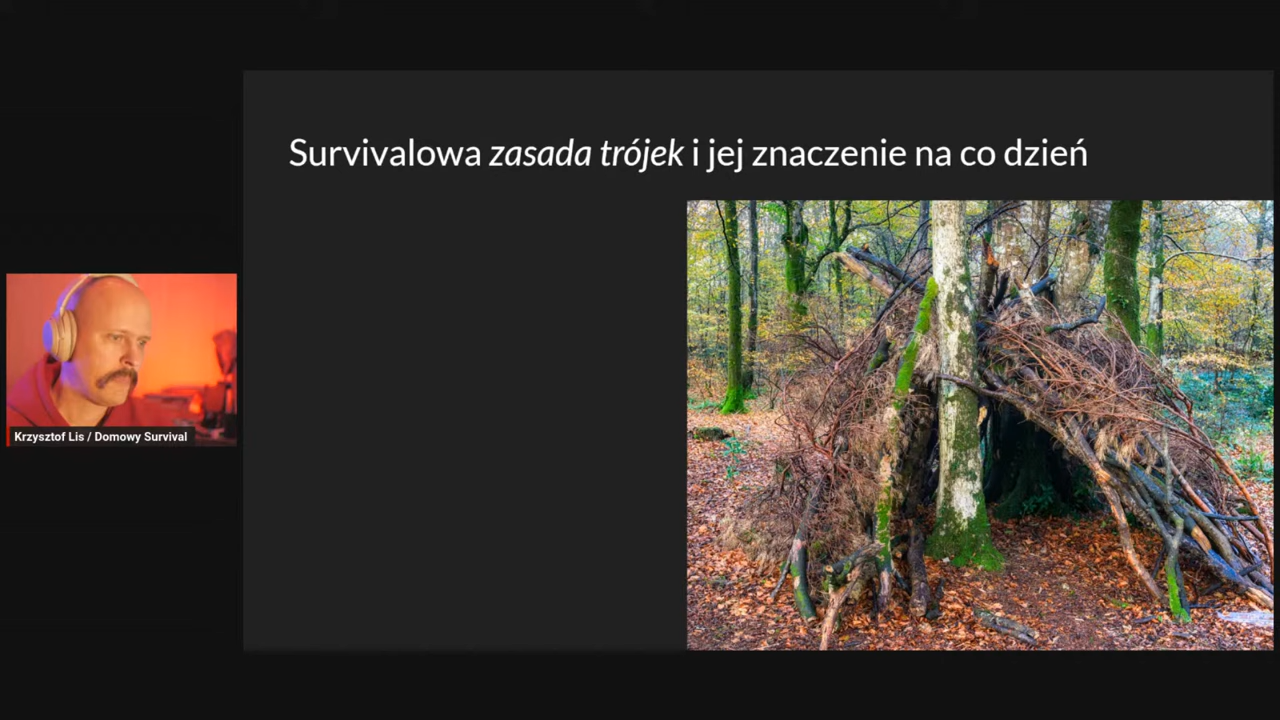 Survivalowa zasada trójek i jej znaczenie na co dzień
Krzysztof Lis / Domowy Survival